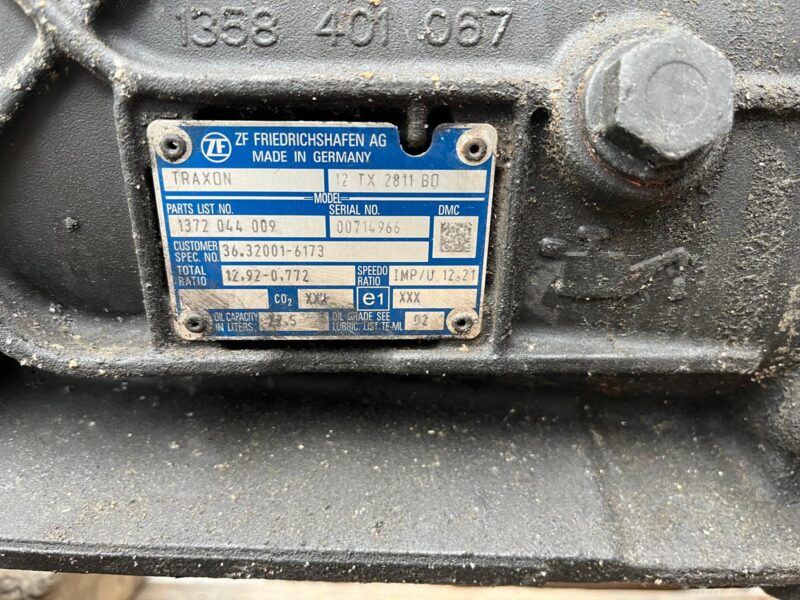 1358 401 067
ZF FRIEDRICHSHAFEN AG
MADE IN GERMANY
TRAXON 12 TX 2811 BO
MODEL
PARTS LIST NO. SERIAL NO. DMC
1372 044 009 00714966
CUSTOMER SPEC. NO. 36.32001-6173
TOTAL RATIO 12.92-0.772 SPEEDO RATIO IMP/U 12.21
CO2 XXX e1 XXX
OIL CAPACITY IN LITERS OIL GRADE SEE LUBRIC. LIST TE-ML 02